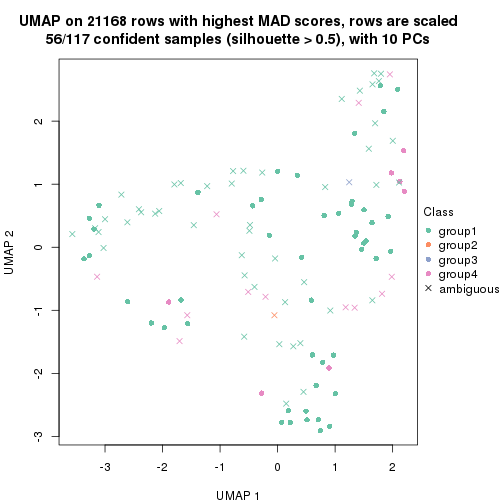 UMAP on 21168 rows with highest MAD scores, rows are scaled
56/117 confident samples (silhouette > 0.5), with 10 PCs
2
1
0
-1
-2
-3
UMAP 2
-3
-2
-1
0
1
2
UMAP 1
Class
group1
group2
group3
group4
ambiguous